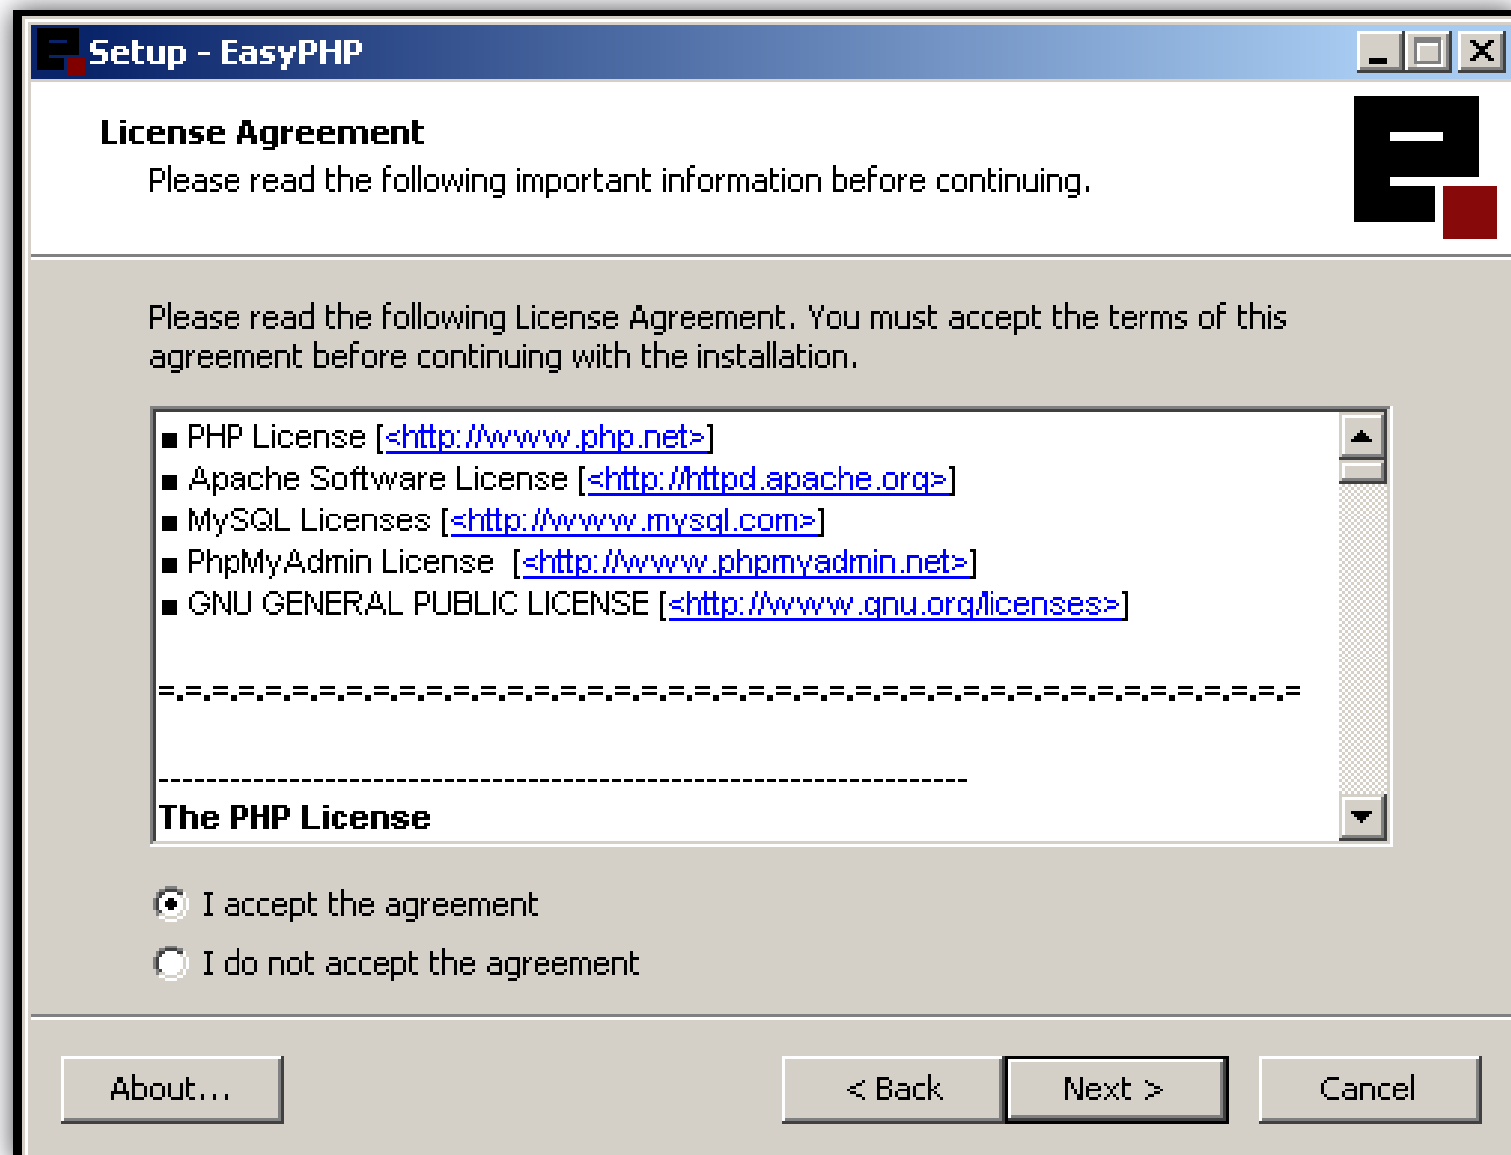 Setup - EasyPHP
License Agreement
Please read the following important information before continuing.
Please read the following License Agreement. You must accept the terms of this
agreement before continuing with the installation.
■ PHP License [<http://www.php.net>]
■ Apache Software License [<http://httpd.apache.org>]
■ MySQL Licenses [<http://www.mysql.com>]
■ PhpMyAdmin License  [<http://www.phpmyadmin.net>]
■ GNU GENERAL PUBLIC LICENSE [<http://www.gnu.org/licenses>]
=.=.=.=.=.=.=.=.=.=.=.=.=.=.=.=.=.=.=.=.=.=.=.=.=.=.=.=.=.=.=.=.=.=.=.=.=.=.=.=.=.=.=
--------------------------------------------------------------------
The PHP License
I accept the agreement
I do not accept the agreement
About...
< Back
Next >
Cancel